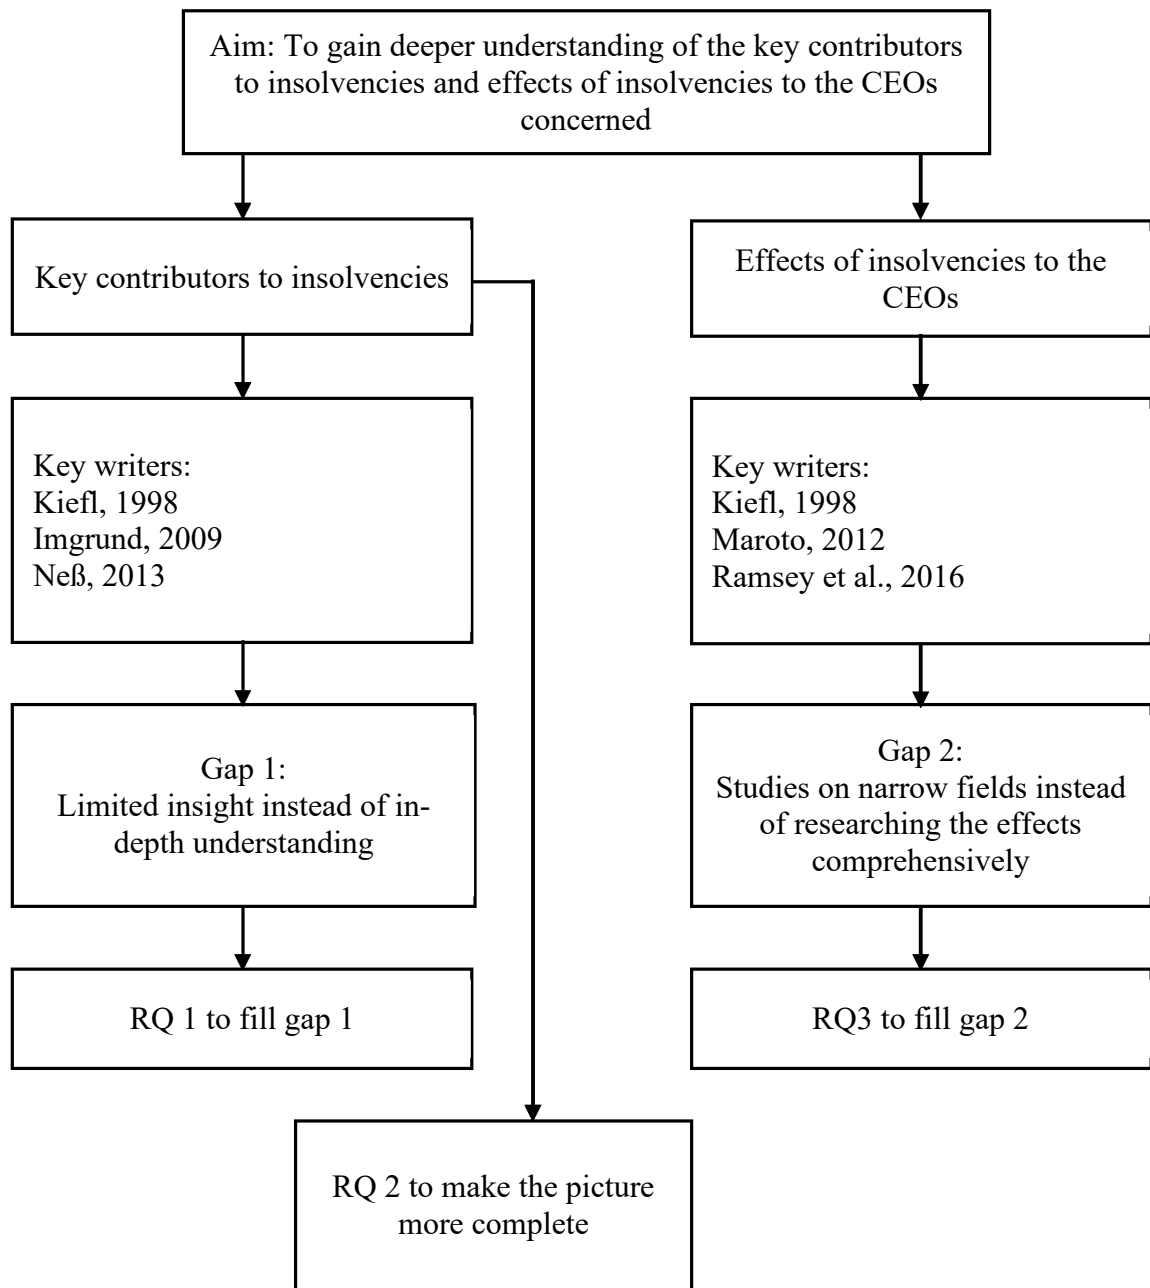 Aim: To gain deeper understanding of the key contributors
to insolvencies and effects of insolvencies to the CEOs
concerned
Key contributors to insolvencies
Effects of insolvencies to the
CEOs
Key writers:
Kiefl, 1998
Imgrund, 2009
Neß, 2013
Key writers:
Kiefl, 1998
Maroto, 2012
Ramsey et al., 2016
Gap 1:
Limited insight instead of in-
depth understanding
Gap 2:
Studies on narrow fields instead
of researching the effects
comprehensively
RQ 1 to fill gap 1
RQ3 to fill gap 2
RQ 2 to make the picture
more complete